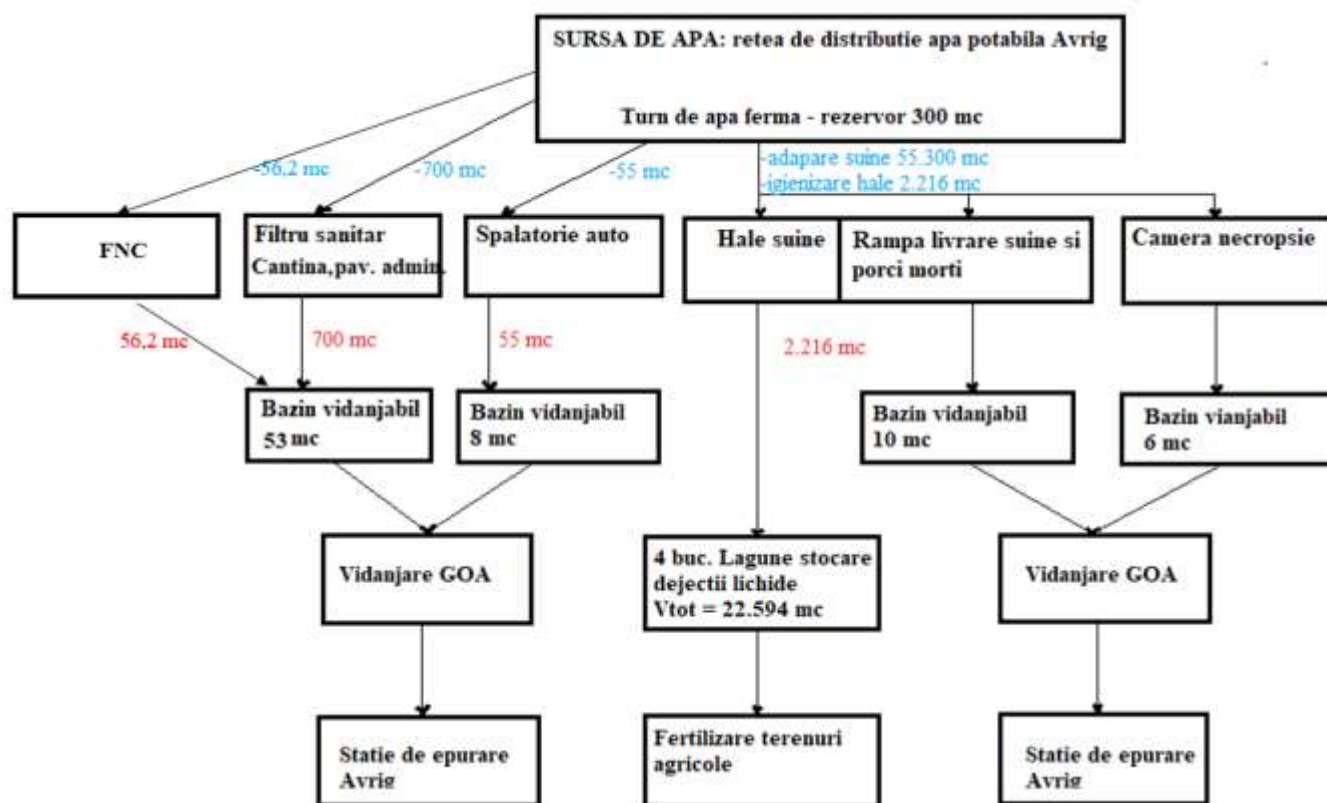 SURSA DE APA: retea de distributie apa potabila Avrig
Turn de apa ferma - rezervor 300 mc
-56,2 mc
-700 mc
-55 mc
-adapare suine 55.300 mc
-igienizare hale 2.216 mc
FNC
Filtru sanitar
Cantina,pav. admin.
Spalatorie auto
Hale suine
Rampa livrare suine si
porci morti
Camera necropsie
56,2 mc
700 mc
55 mc
2.216 mc
Bazin vidanjabil
53 mc
Bazin vidanjabil
8 mc
Bazin vidanjabil
10 mc
Bazin vianjabil
6 mc
Vidanjare GOA
4 buc. Lagune stocare
dejectii lichide
Vtot = 22.594 mc
Vidanjare GOA
Statie de epurare
Avrig
Fertilizare terenuri
agricole
Statie de epurare
Avrig